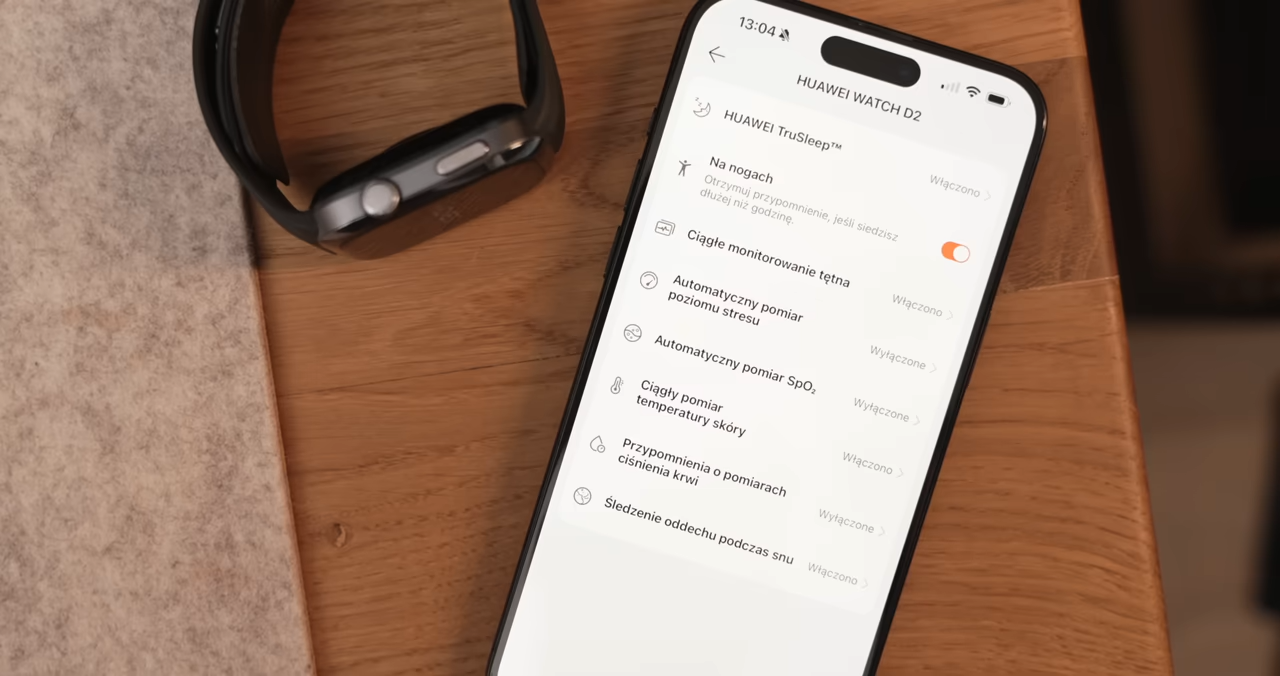 13:04
HUAWEI WATCH D2
HUAWEI TruSleep™
Włączono
Na nogach
Otrzymuj przypomnienie, jeśli siedzisz
dłużej niż godzinę.
Ciągłe monitorowanie tętna
Włączono
Automatyczny pomiar
poziomu stresu
Wyłączone
Automatyczny pomiar SpO₂
Wyłączone
Ciągły pomiar
temperatury skóry
Włączono
Przypomnienia o pomiarach
ciśnienia krwi
Wyłączone
Śledzenie oddechu podczas snu
Włączono